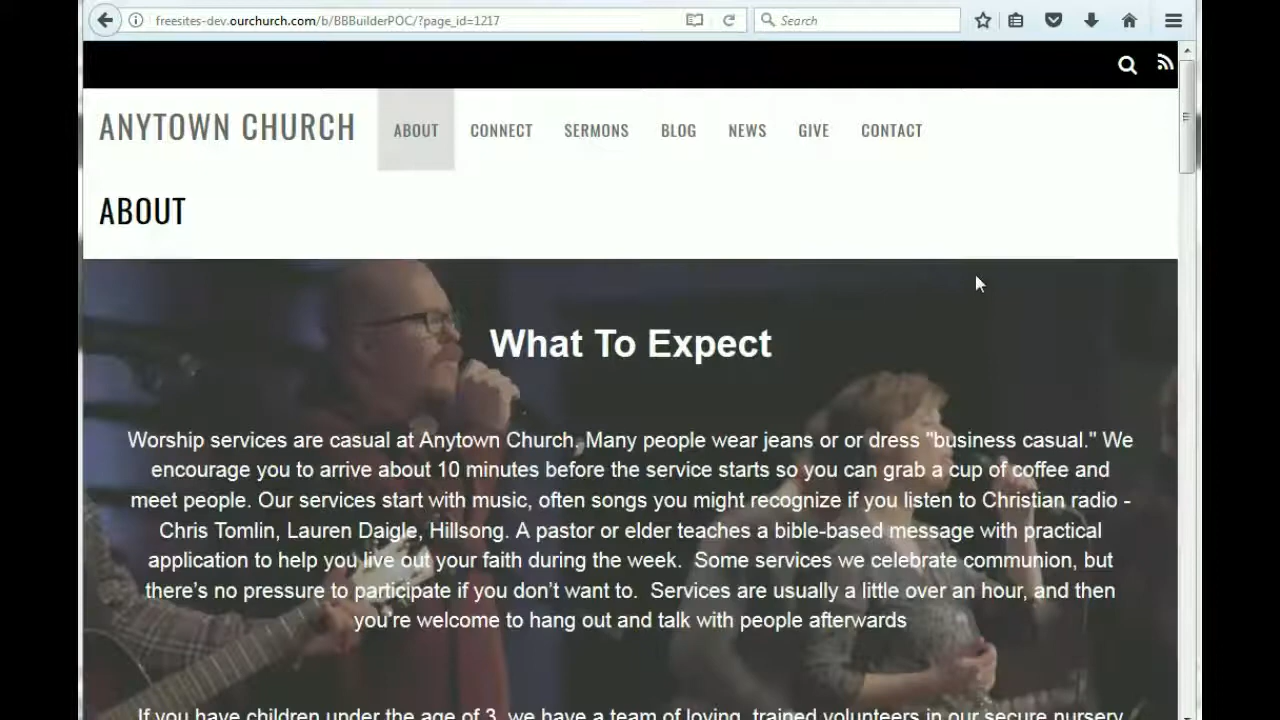 freesites-dev.ourchurch.com/b/BBBuilderPOC/?page_id=1217
Search
ANYTOWN CHURCH
ABOUT
CONNECT
SERMONS
BLOG
NEWS
GIVE
CONTACT
ABOUT
What To Expect
Worship services are casual at Anytown Church. Many people wear jeans or or dress "business casual." We
encourage you to arrive about 10 minutes before the service starts so you can grab a cup of coffee and
meet people. Our services start with music, often songs you might recognize if you listen to Christian radio -
Chris Tomlin, Lauren Daigle, Hillsong. A pastor or elder teaches a bible-based message with practical
application to help you live out your faith during the week.  Some services we celebrate communion, but
there's no pressure to participate if you don't want to.  Services are usually a little over an hour, and then
you're welcome to hang out and talk with people afterwards
If you have children under the age of 3, we have a team of loving, trained volunteers in our secure nursery